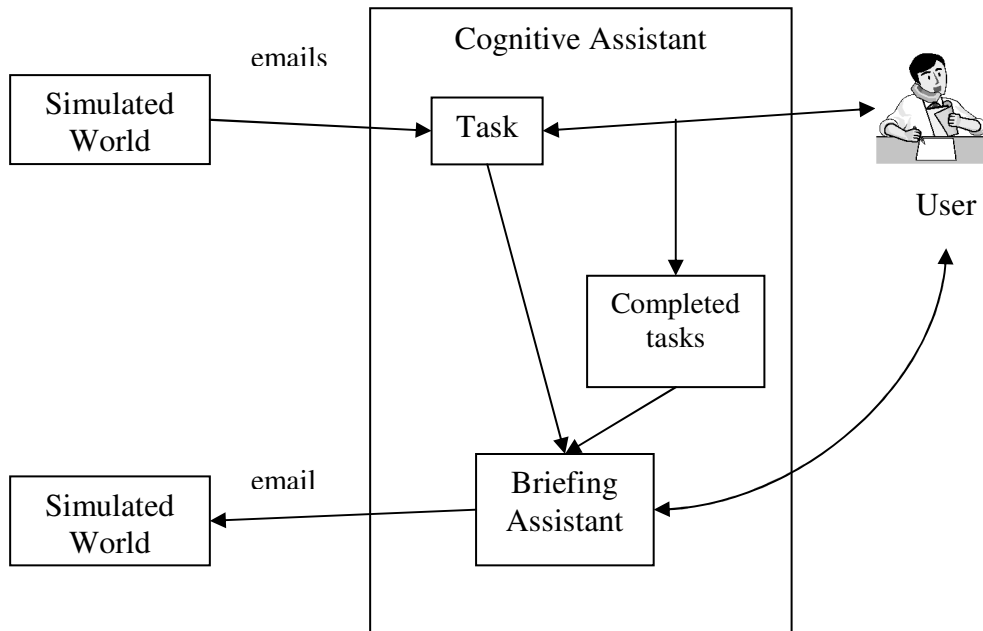 Cognitive Assistant
emails
Simulated
World
Task
User
Completed
tasks
email
Simulated
World
Briefing
Assistant